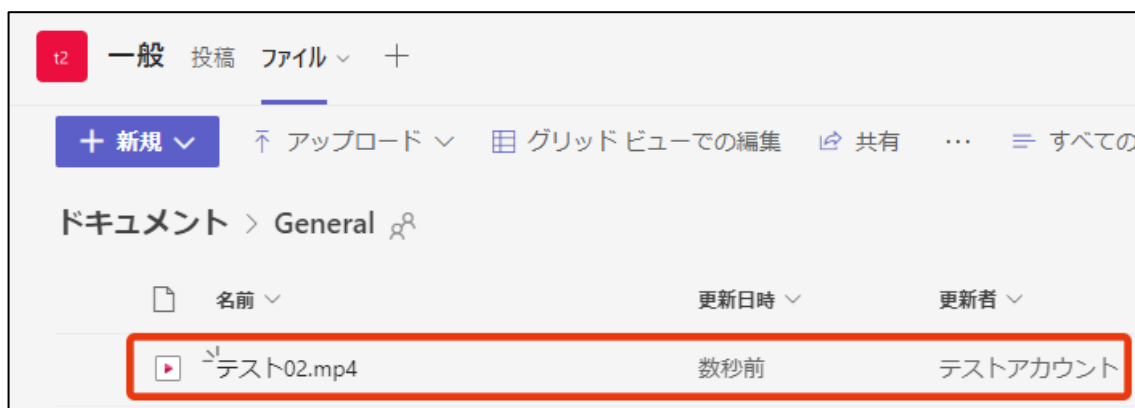 t2 一般 投稿 ファイル
新規 アップロード グリッド ビューでの編集 共有 … すべての
ドキュメント > General
名前 更新日時 更新者
テスト02.mp4 数秒前 テストアカウント